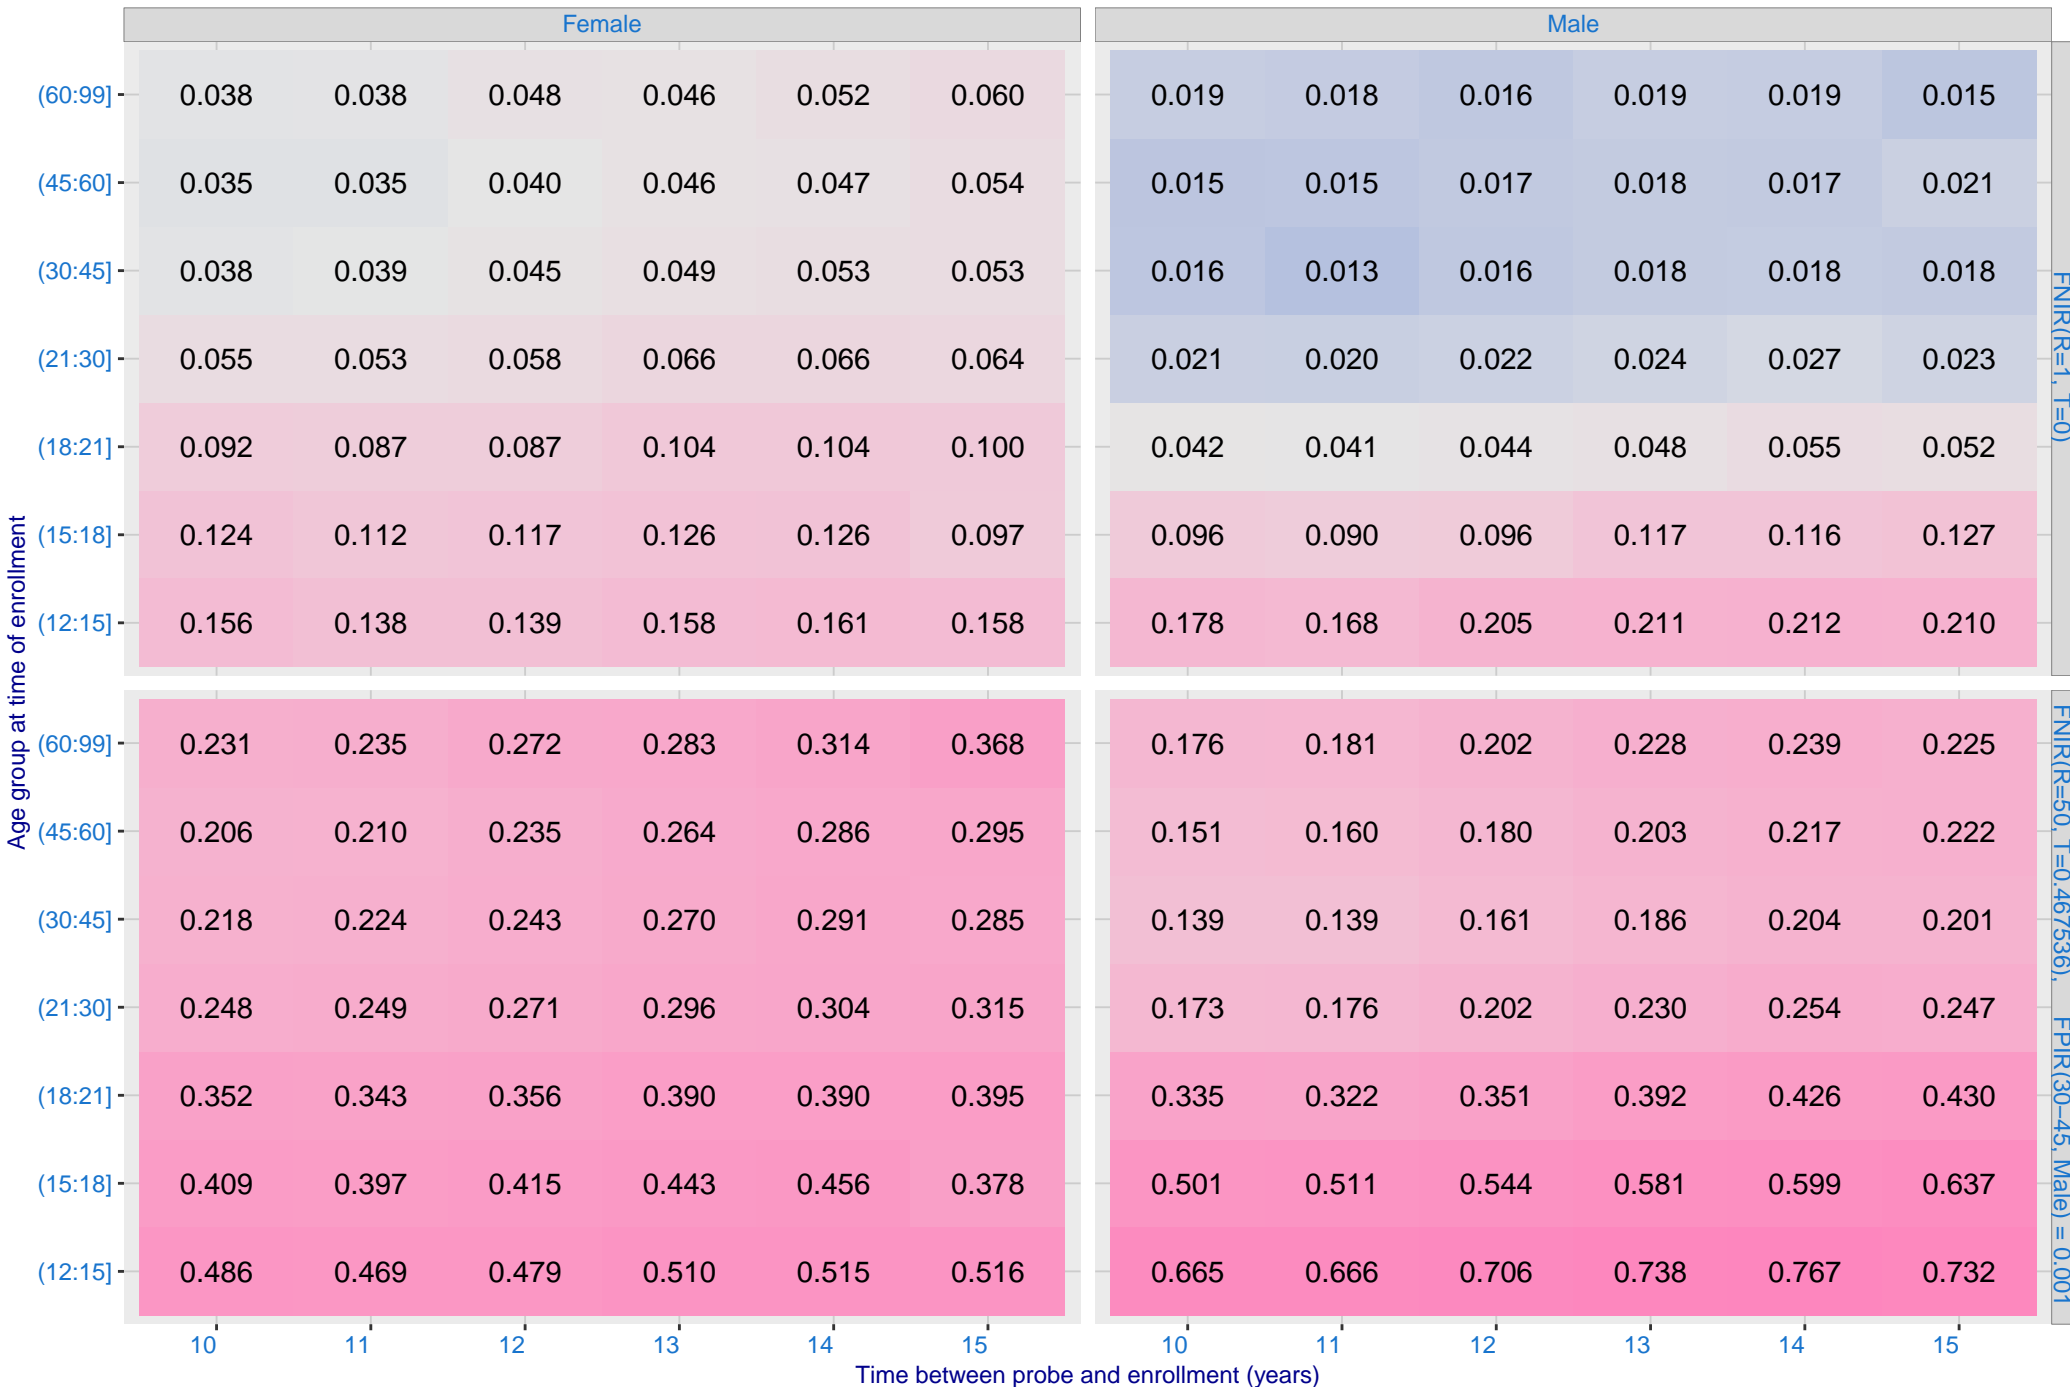 Female Male
(60:99] 0.038 0.038 0.048 0.046 0.052 0.060 0.019 0.018 0.016 0.019 0.019 0.015
(45:60] 0.035 0.035 0.040 0.046 0.047 0.054 0.015 0.015 0.017 0.018 0.017 0.021
(30:45] 0.038 0.039 0.045 0.049 0.053 0.053 0.016 0.013 0.016 0.018 0.018 0.018
(21:30] 0.055 0.053 0.058 0.066 0.066 0.064 0.021 0.020 0.022 0.024 0.027 0.023
(18:21] 0.092 0.087 0.087 0.104 0.104 0.100 0.042 0.041 0.044 0.048 0.055 0.052
(15:18] 0.124 0.112 0.117 0.126 0.126 0.097 0.096 0.090 0.096 0.117 0.116 0.127
(12:15] 0.156 0.138 0.139 0.158 0.161 0.158 0.178 0.168 0.205 0.211 0.212 0.210
FNIR(R=1, T=0)
(60:99] 0.231 0.235 0.272 0.283 0.314 0.368 0.176 0.181 0.202 0.228 0.239 0.225
(45:60] 0.206 0.210 0.235 0.264 0.286 0.295 0.151 0.160 0.180 0.203 0.217 0.222
(30:45] 0.218 0.224 0.243 0.270 0.291 0.285 0.139 0.139 0.161 0.186 0.204 0.201
(21:30] 0.248 0.249 0.271 0.296 0.304 0.315 0.173 0.176 0.202 0.230 0.254 0.247
(18:21] 0.352 0.343 0.356 0.390 0.390 0.395 0.335 0.322 0.351 0.392 0.426 0.430
(15:18] 0.409 0.397 0.415 0.443 0.456 0.378 0.501 0.511 0.544 0.581 0.599 0.637
(12:15] 0.486 0.469 0.479 0.510 0.515 0.516 0.665 0.666 0.706 0.738 0.767 0.732
FNIR(R=50, T=0.467536), FPIR(30−45, Male) = 0.001
10 11 12 13 14 15 10 11 12 13 14 15
Time between probe and enrollment (years)
Age group at time of enrollment